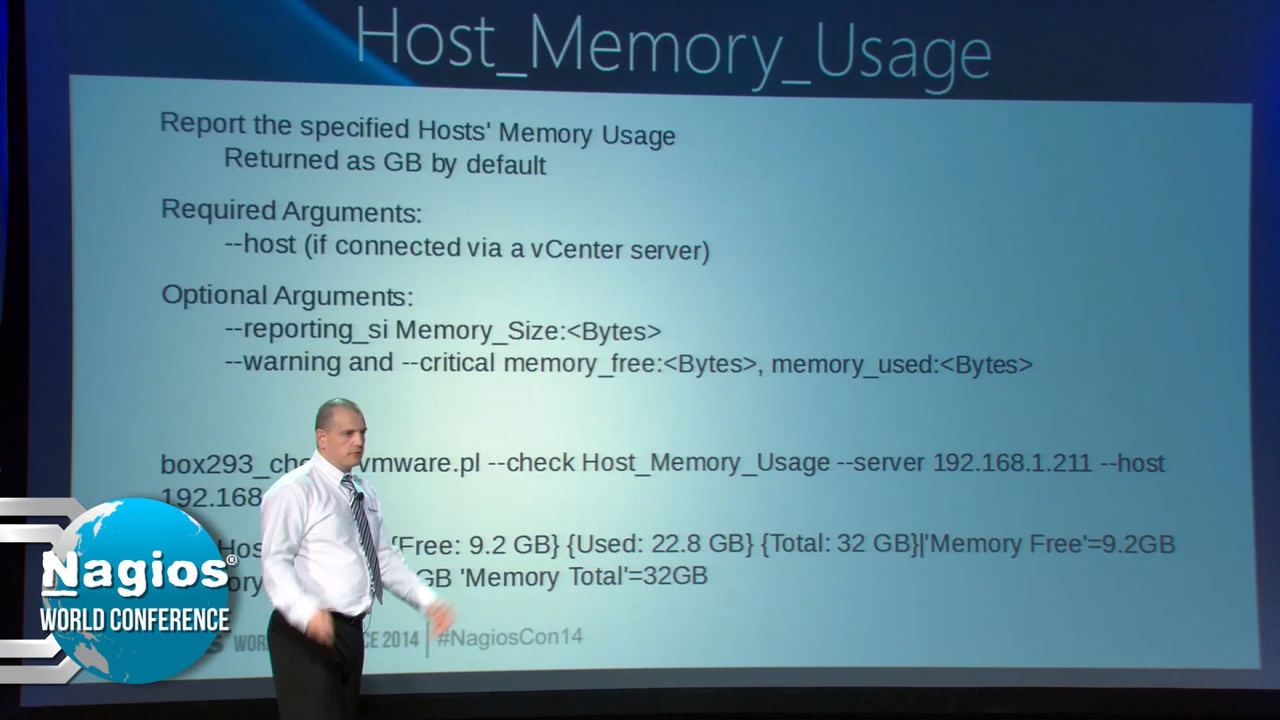 Host_Memory_Usage
Report the specified Hosts' Memory Usage
Returned as GB by default
Required Arguments:
--host (if connected via a vCenter server)
Optional Arguments:
--reporting_si Memory_Size:<Bytes>
--warning and --critical memory_free:<Bytes>, memory_used:<Bytes>
vmware.pl --check Host_Memory_Usage --server 192.168.1.211 --host
192.168
{Free: 9.2 GB} {Used: 22.8 GB} {Total: 32 GB}|'Memory Free'=9.2GB
GB 'Memory Total'=32GB
2014 #NagiosCon14
Nagios®
WORLD CONFERENCE